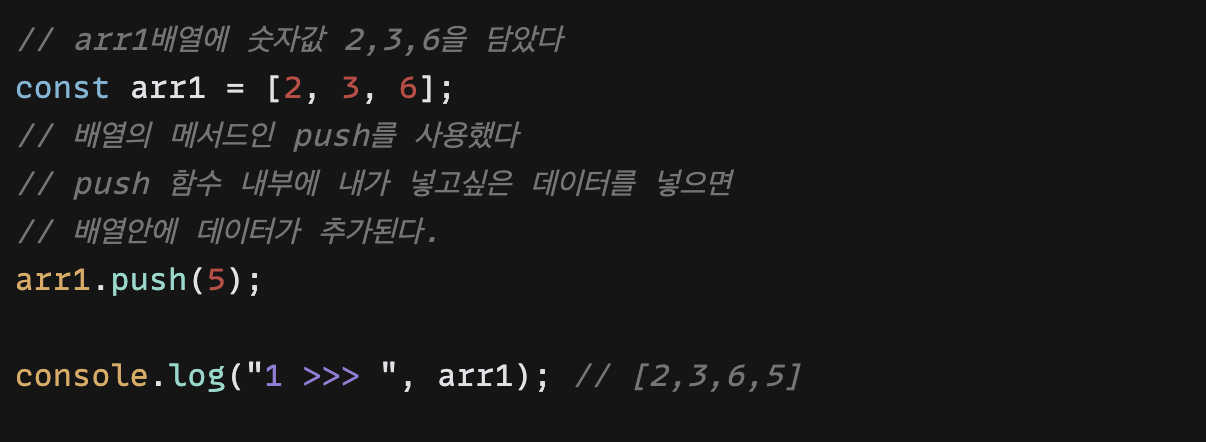 // arr1배열에 숫자값 2,3,6을 담았다
const arr1 = [2, 3, 6];
// 배열의 메서드인 push를 사용했다
// push 함수 내부에 내가 넣고싶은 데이터를 넣으면
// 배열안에 데이터가 추가된다.
arr1.push(5);
console.log("1 >>> ", arr1); // [2,3,6,5]